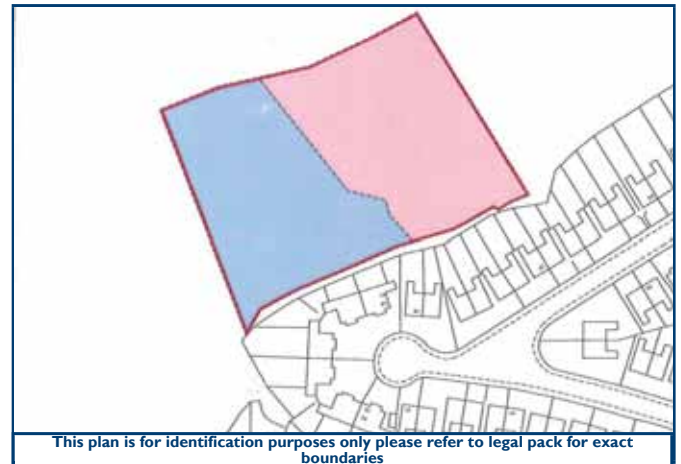 This plan is for identification purposes only please refer to legal pack for exact
boundaries